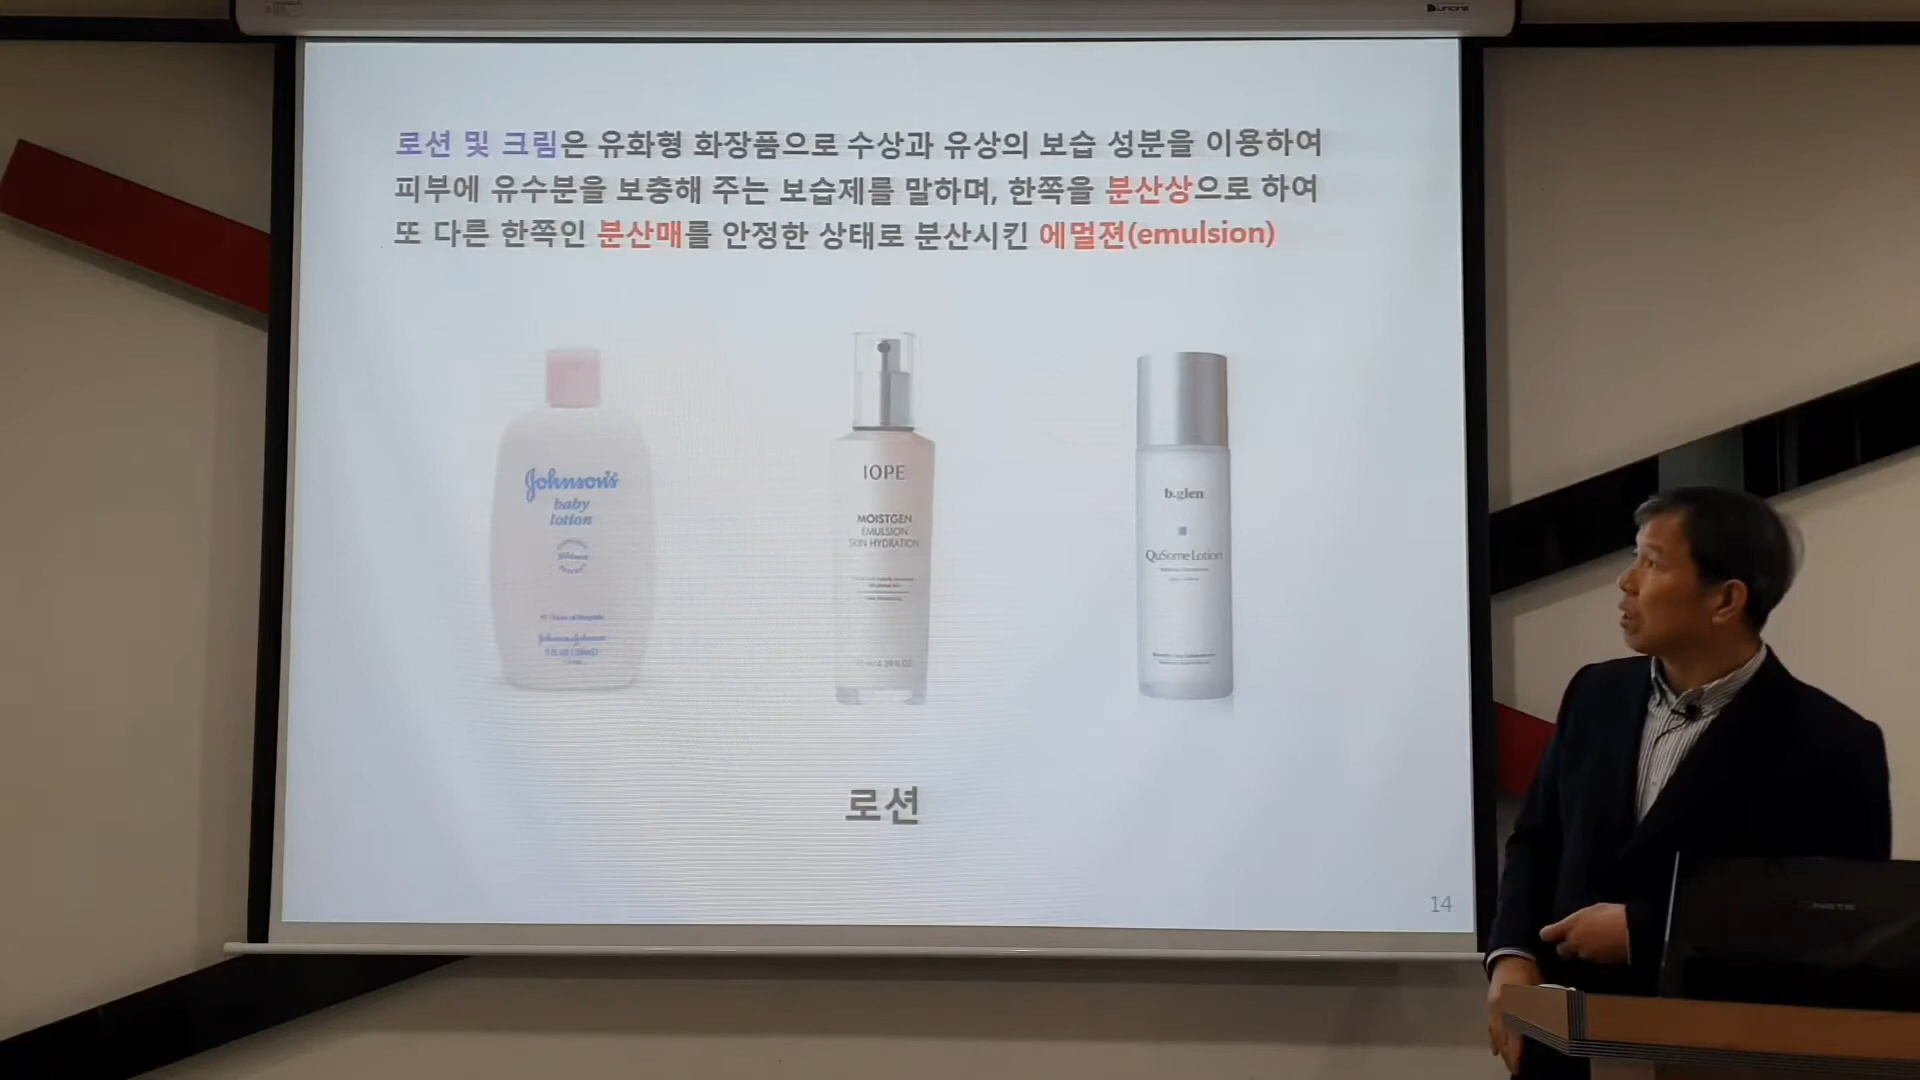 로션 및 크림은 유화형 화장품으로 수상과 유상의 보습 성분을 이용하여
피부에 유수분을 보충해 주는 보습제를 말하며, 한쪽을 분산상으로 하여
또 다른 한쪽인 분산매를 안정한 상태로 분산시킨 에멀젼(emulsion)
Johnson's
baby
lotion
IOPE
MOISTGEN
EMULSION
SKIN HYDRATION
b.glen
QuSome Lotion
로션
14